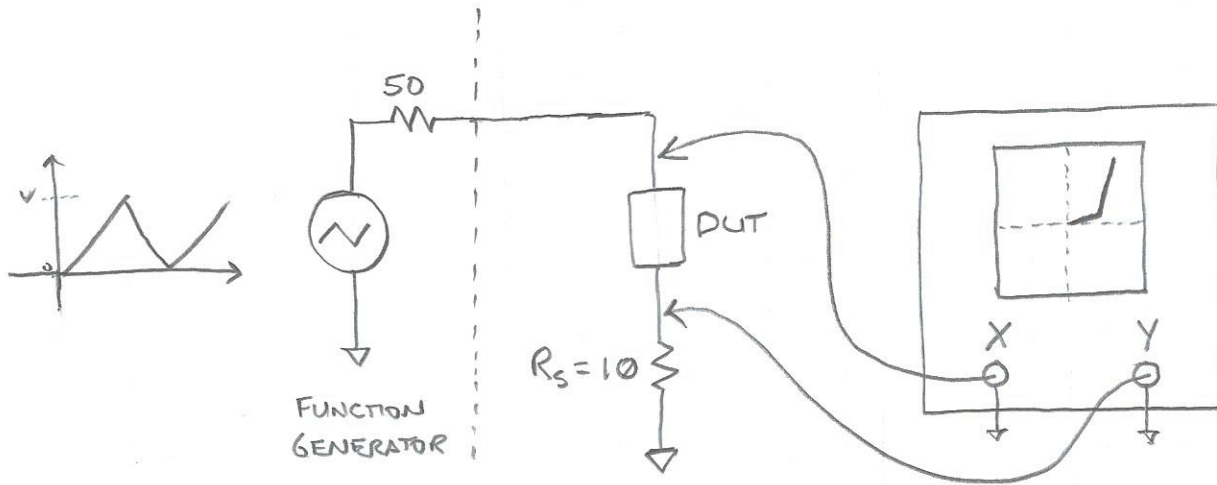 50
V
0
DUT
X
Y
Rs=10
FUNCTION
GENERATOR